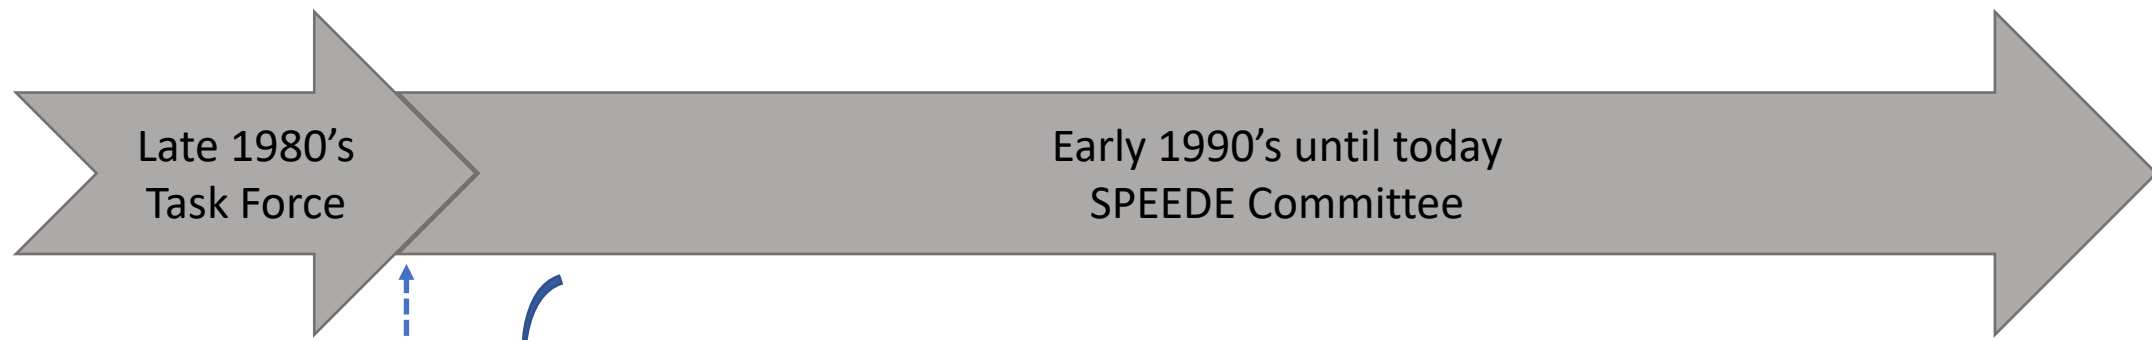 Late 1980’s
Task Force
Early 1990’s until today
SPEEDE Committee